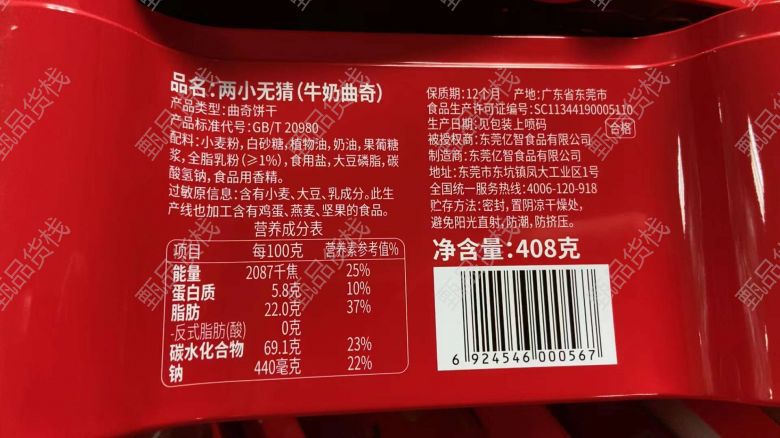 品名:两小无猜(牛奶曲奇)
产品类型:曲奇饼干
产品标准代号:GB/T 20980
配料:小麦粉,白砂糖,植物油,奶油,果葡糖
浆,全脂乳粉(≥1%),食用盐,大豆磷脂,碳
酸氢钠,食品用香精。
过敏原信息:含有小麦、大豆、乳成分。此生
产线也加工含有鸡蛋、燕麦、坚果的食品。
营养成分表
项目 每100克 营养素参考值%
能量 2087千焦 25%
蛋白质 5.8克 10%
脂肪 22.0克 37%
-反式脂肪(酸) 0克
碳水化合物 69.1克 23%
钠 440毫克 22%
保质期:12个月 产地:广东省东莞市
食品生产许可证编号:SC11344190005110
生产日期:见包装上喷码
合格
被授权商:东莞亿智食品有限公司
制造商:东莞亿智食品有限公司
地址:东莞市东坑镇凤大工业区1号
全国统一服务热线:4006-120-918
贮存方法:密封,置阴凉干燥处,
避免阳光直射,防潮,防挤压。
净含量:408克
6 924546 000567
甄品货栈